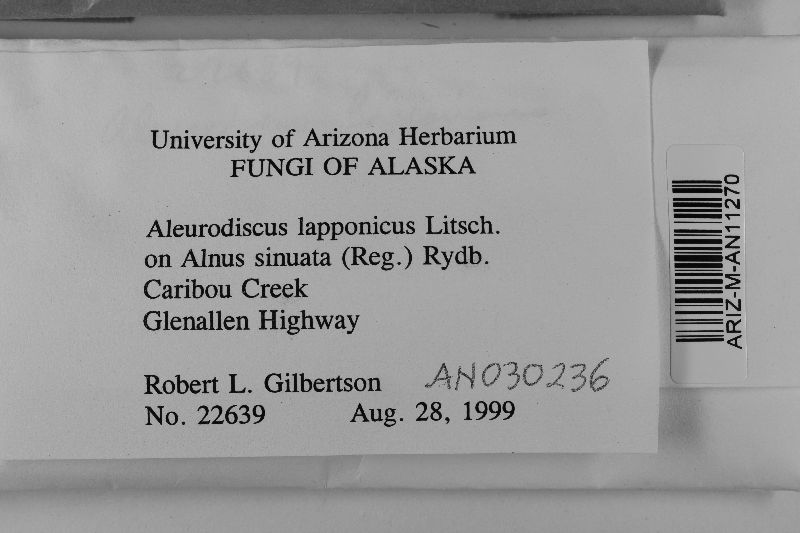 University of Arizona Herbarium
FUNGI OF ALASKA
Aleurodiscus lapponicus Litsch.
on Alnus sinuata (Reg.) Rydb.
Caribou Creek
Glenallen Highway
Robert L. Gilbertson AN030236
No. 22639 Aug. 28, 1999
ARIZ-M-AN11270